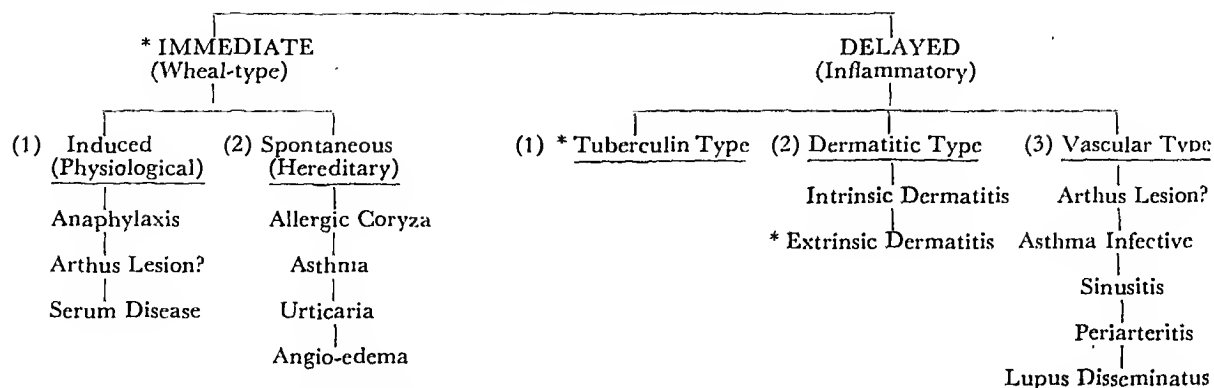 * IMMEDIATE
(Wheal-type)
DELAYED
(Inflammatory)
(1) Induced
(Physiological)
(2) Spontaneous
(Hereditary)
(1) * Tuberculin Type
(2) Dermatitic Type
(3) Vascular Type
Anaphylaxis
Arthus Lesion?
Serum Disease
Allergic Coryza
Asthma
Urticaria
Angio-edema
Intrinsic Dermatitis
* Extrinsic Dermatitis
Arthus Lesion?
Asthma Infective
Sinusitis
Periarteritis
Lupus Disseminatus